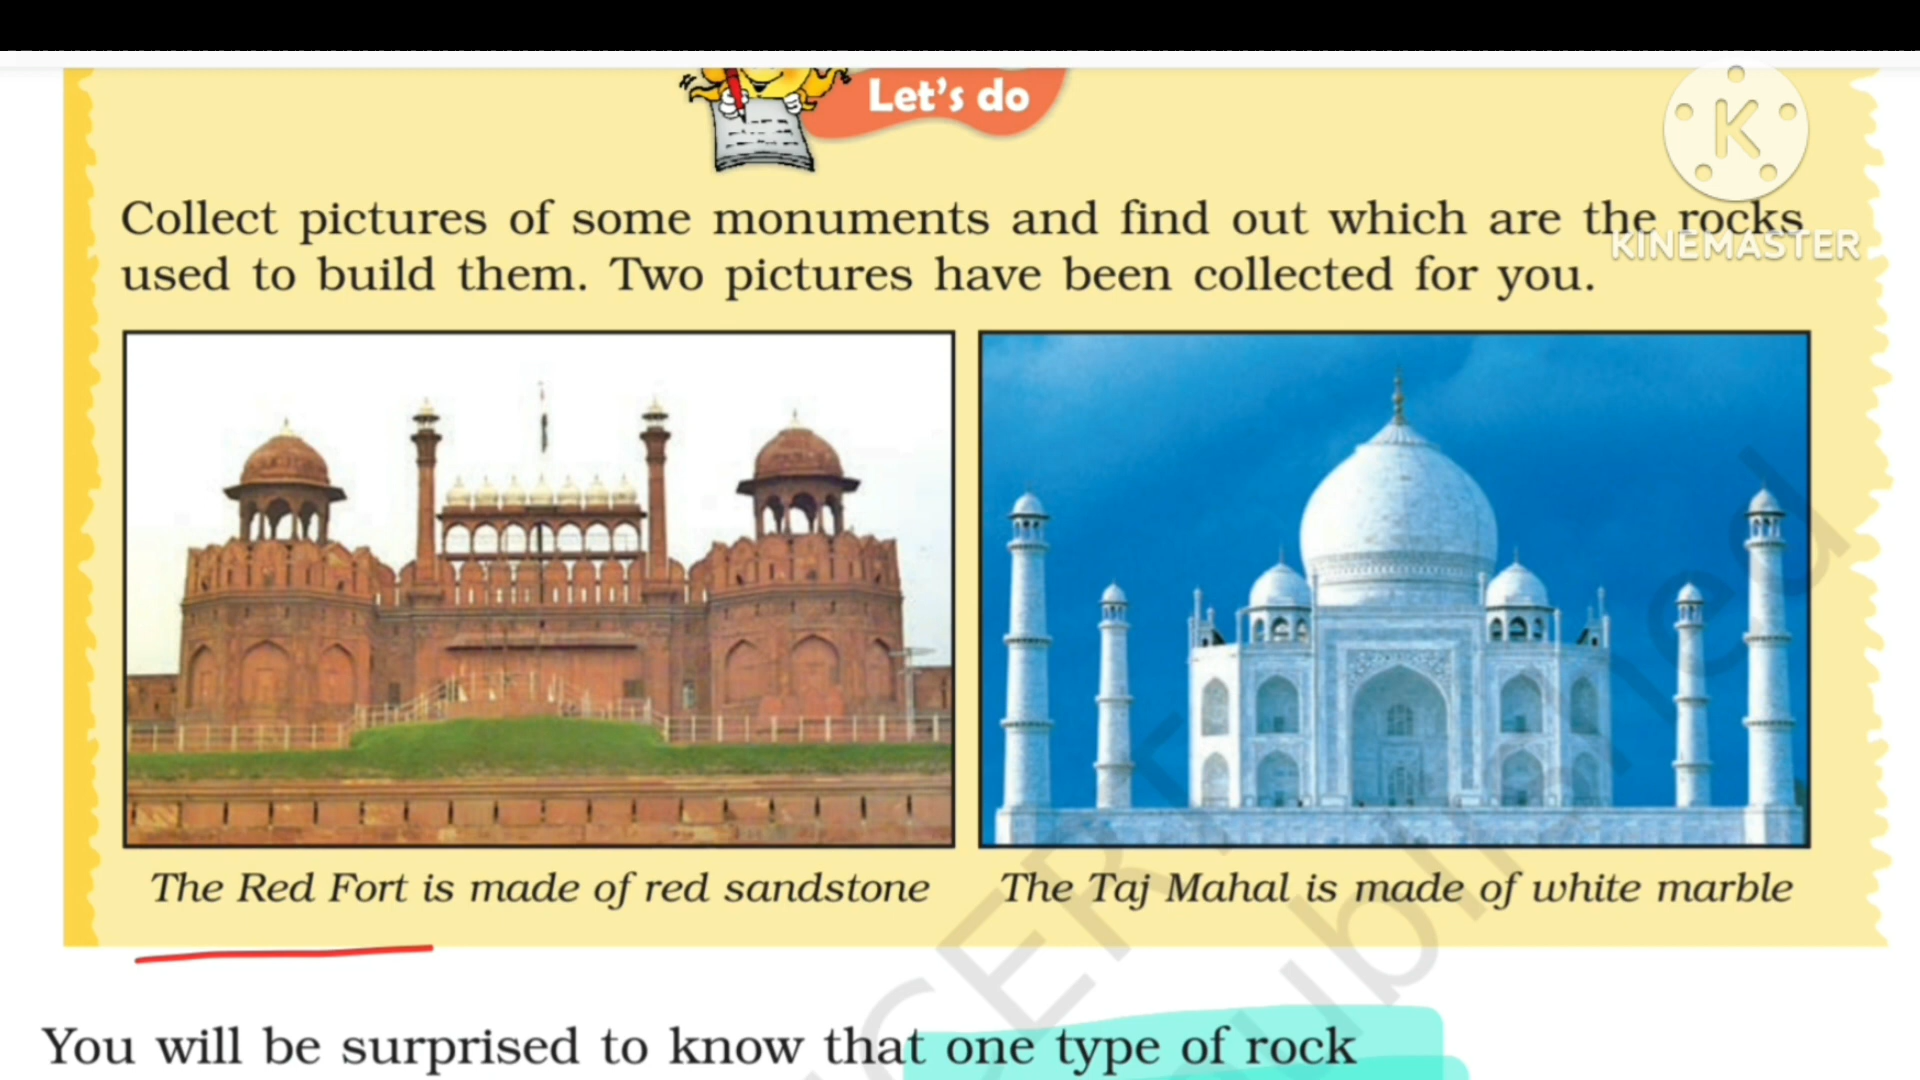 Let's do
K
KINEMASTER
Collect pictures of some monuments and find out which are the rocks
used to build them. Two pictures have been collected for you.
The Red Fort is made of red sandstone
The Taj Mahal is made of white marble
You will be surprised to know that one type of rock